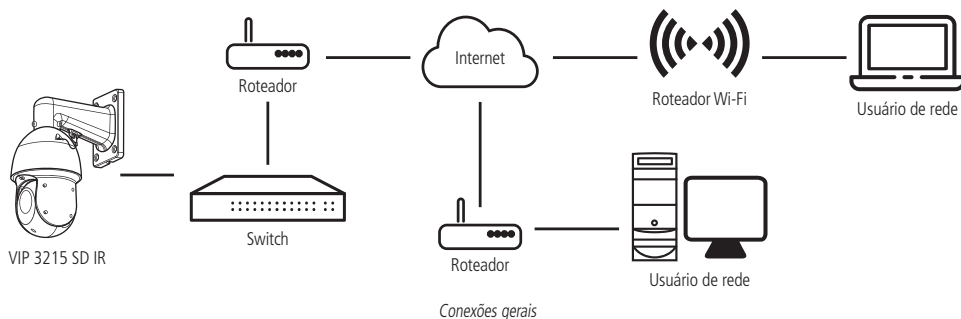 Internet
Roteador
Roteador Wi-Fi
Usuário de rede
Switch
VIP 3215 SD IR
Roteador
Usuário de rede
Conexões gerais